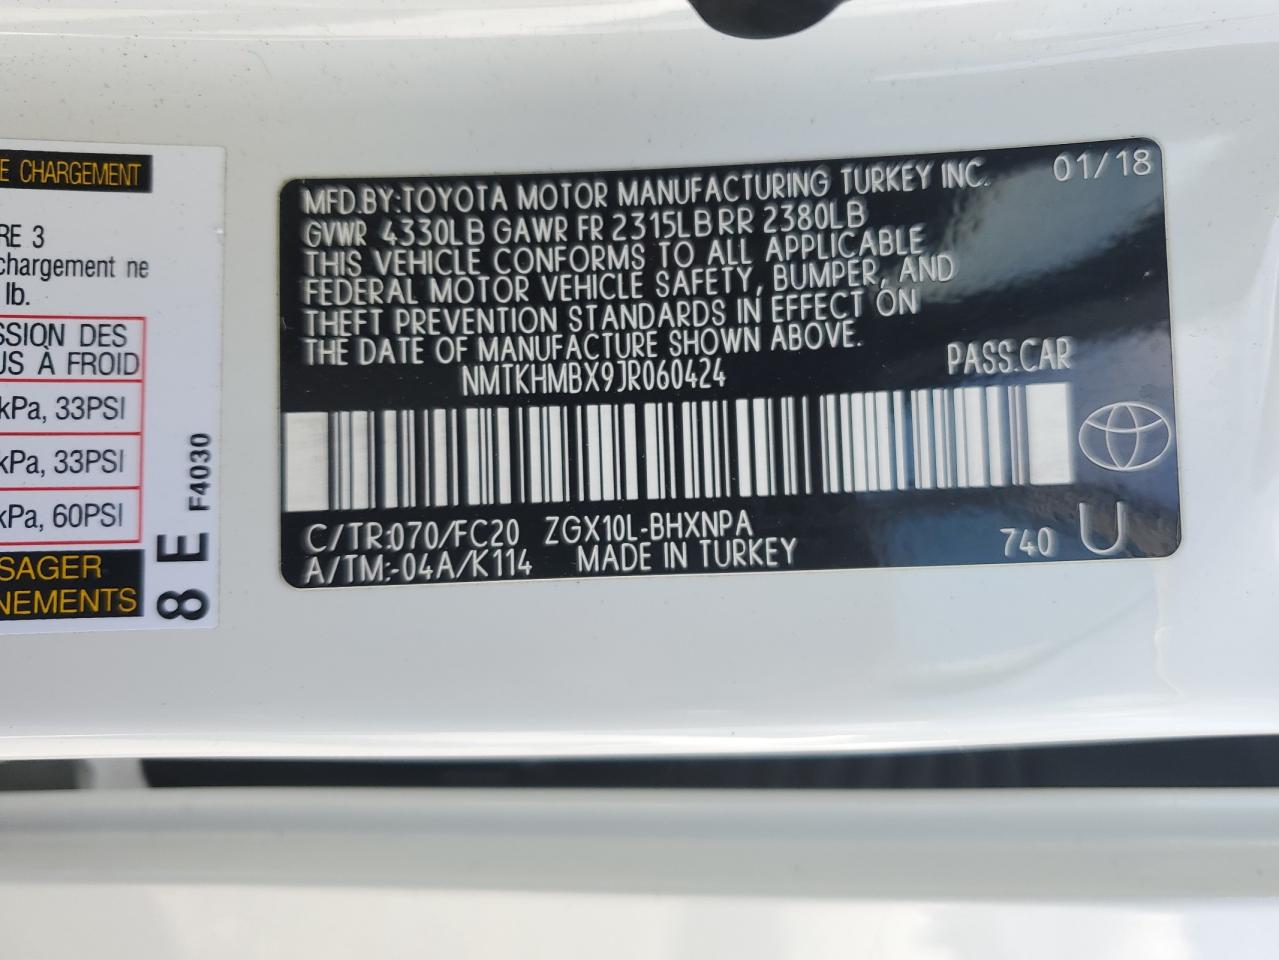 E CHARGEMENT
RE 3
chargement ne
lb.
SSION DES
US À FROID
kPa, 33PSI
kPa, 33PSI
kPa, 60PSI
SAGER
NEMENTS
8 E F4030
MFD.BY:TOYOTA MOTOR MANUFACTURING TURKEY INC. 01/18
GVWR 4330LB GAWR FR 2315LB RR 2380LB
THIS VEHICLE CONFORMS TO ALL APPLICABLE
FEDERAL MOTOR VEHICLE SAFETY, BUMPER, AND
THEFT PREVENTION STANDARDS IN EFFECT ON
THE DATE OF MANUFACTURE SHOWN ABOVE.
NMTKHMBX9JR060424 PASS.CAR
C/TR:070/FC20 ZGX10L-BHXNPA
A/TM:-04A/K114 MADE IN TURKEY 740 U